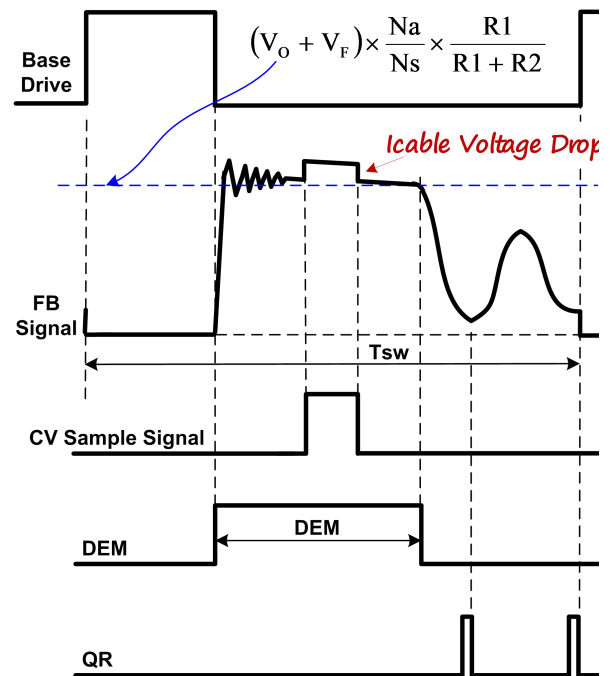 Base
Drive
(V_O + V_F) × Na/Ns × R1/(R1 + R2)
Icable Voltage Drop
FB
Signal
Tsw
CV Sample Signal
DEM
DEM
QR